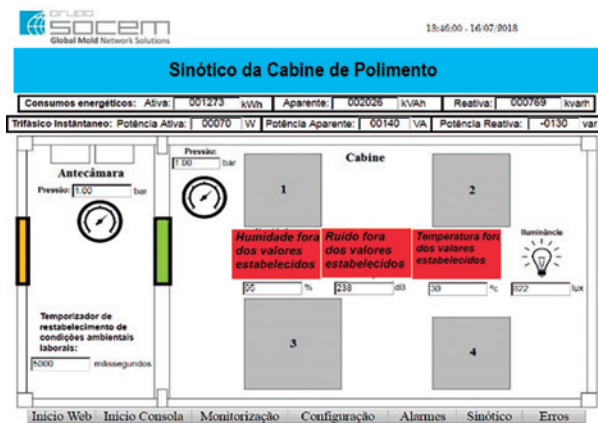 GRUPO
socem
Global Mold Network Solutions
13:46:00 - 16/07/2018
Sinótico da Cabine de Polimento
Consumos energéticos: Ativa: 001273 kWh Aparente: 002026 kVAh Reativa: 000769 kvarh
Trifásico Instántaneo: Potência Ativa: 00070 W Potência Aparente: 00140 VA Potência Reativa: -0130 var
Antecâmara
Pressão: 1.00 bar
Pressão:
1.00 bar
Cabine
1
2
Humidade fora dos valores estabelecidos
Ruído fora dos valores estabelecidos
Temperatura fora dos valores estabelecidos
Iluminância
%
238 dB
30 ºc
822 lux
Temporizador de
restabelecimento de
condições ambientais
laborais:
5000 milissegundos
3
4
Início Web Início Consola Monitorização Configuração Alarmes Sinótico Erros